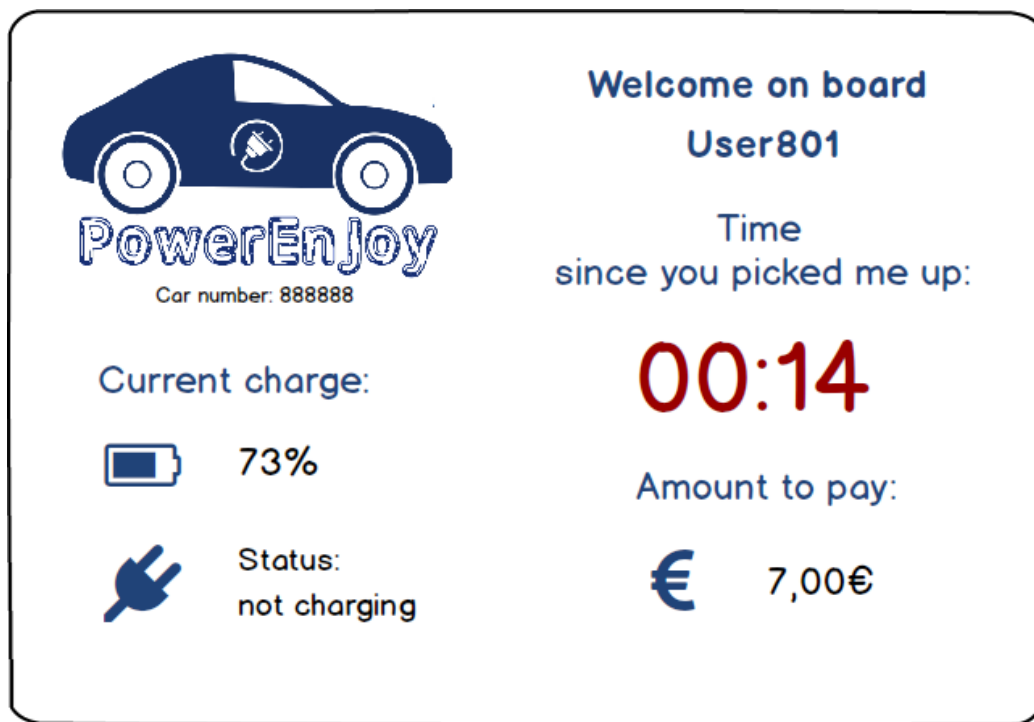 PowerEnJoy
Car number: 888888
Current charge:
73%
Status:
not charging
Welcome on board
User801
Time
since you picked me up:
00:14
Amount to pay:
€
7,00€